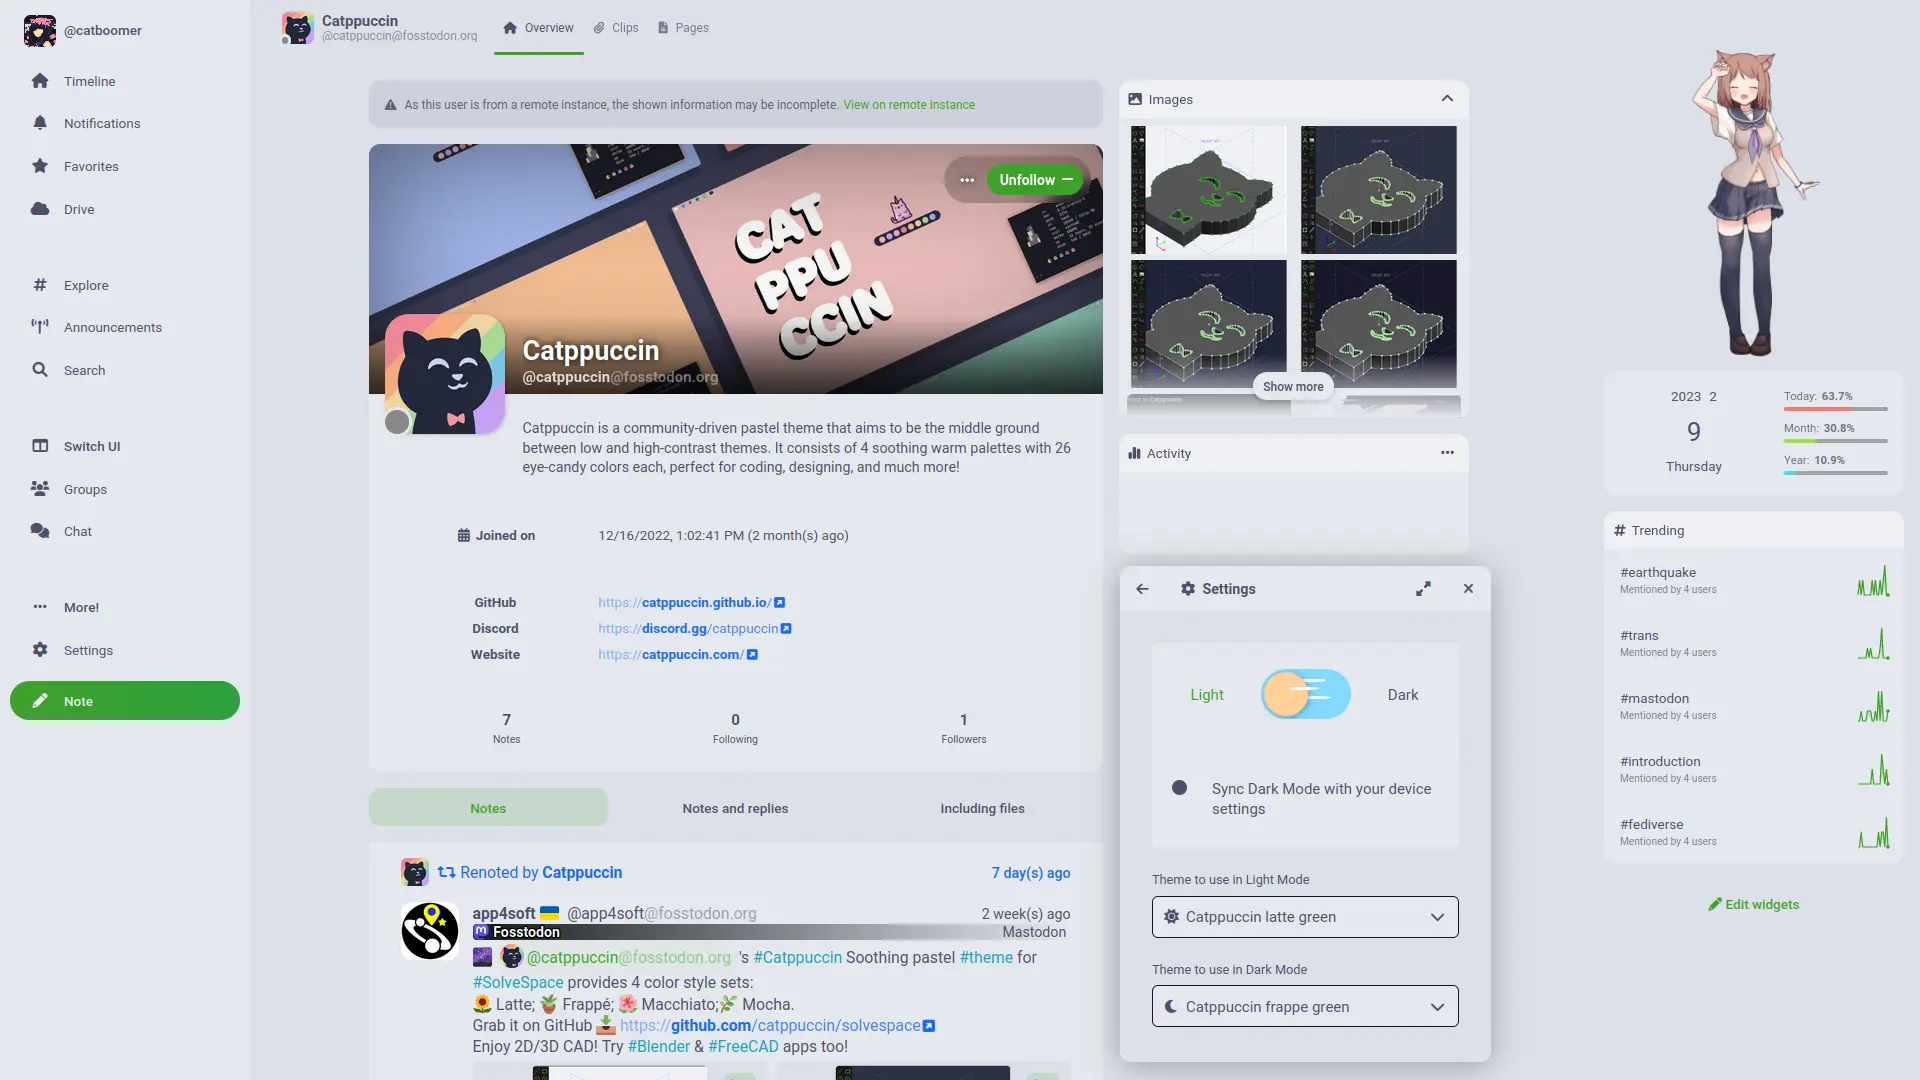 @catboomer
Timeline
Notifications
Favorites
Drive
Explore
Announcements
Search
Switch UI
Groups
Chat
More!
Settings
Note
Catppuccin
@catppuccin@fosstodon.org
Overview
Clips
Pages
As this user is from a remote instance, the shown information may be incomplete. View on remote instance
CAT
PPU
CCIN
Unfollow
Catppuccin
@catppuccin@fosstodon.org
Catppuccin is a community-driven pastel theme that aims to be the middle ground
between low and high-contrast themes. It consists of 4 soothing warm palettes with 26
eye-candy colors each, perfect for coding, designing, and much more!
Joined on 12/16/2022, 1:02:41 PM (2 month(s) ago)
GitHub https://catppuccin.github.io/
Discord https://discord.gg/catppuccin
Website https://catppuccin.com/
7 0 1
Notes Following Followers
Notes
Notes and replies
Including files
Renoted by Catppuccin 7 day(s) ago
app4soft @app4soft@fosstodon.org 2 week(s) ago
Fosstodon Mastodon
@catppuccin@fosstodon.org 's #Catppuccin Soothing pastel #theme for
#SolveSpace provides 4 color style sets:
Latte; Frappé; Macchiato; Mocha.
Grab it on GitHub https://github.com/catppuccin/solvespace
Enjoy 2D/3D CAD! Try #Blender & #FreeCAD apps too!
Images
Show more
Activity
Settings
Light Dark
Sync Dark Mode with your device
settings
Theme to use in Light Mode
Catppuccin latte green
Theme to use in Dark Mode
Catppuccin frappe green
2023 2
9
Thursday
Today: 63.7%
Month: 30.8%
Year: 10.9%
# Trending
#earthquake
Mentioned by 4 users
#trans
Mentioned by 4 users
#mastodon
Mentioned by 4 users
#introduction
Mentioned by 4 users
#fediverse
Mentioned by 4 users
Edit widgets